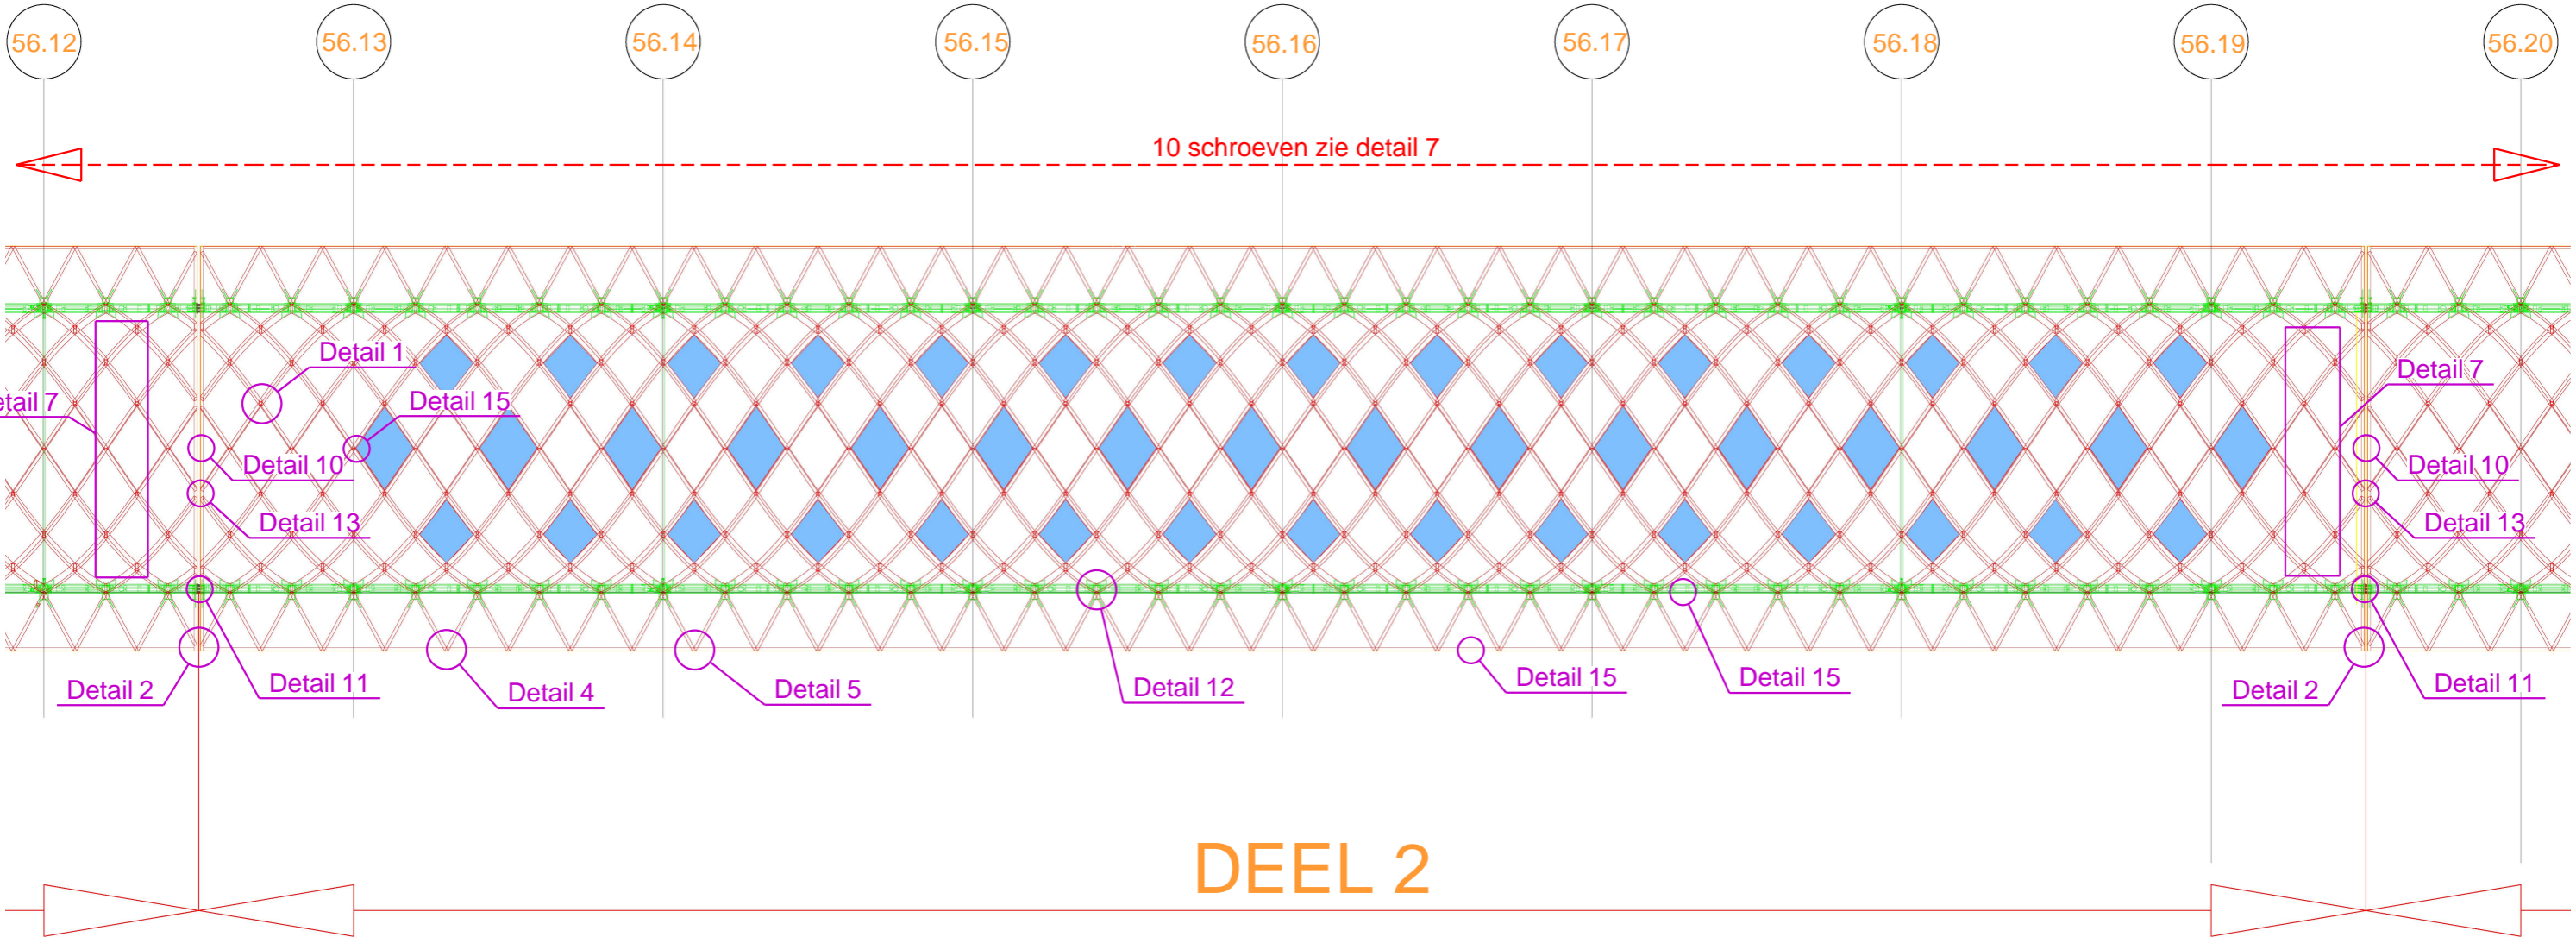 56.12
56.13
56.14
56.15
56.16
56.17
56.18
56.19
56.20
10 schroeven zie detail 7
Detail 1
Detail 7
etail 7
Detail 15
Detail 10
Detail 10
Detail 13
Detail 13
Detail 2
Detail 11
Detail 4
Detail 5
Detail 12
Detail 15
Detail 15
Detail 2
Detail 11
DEEL 2